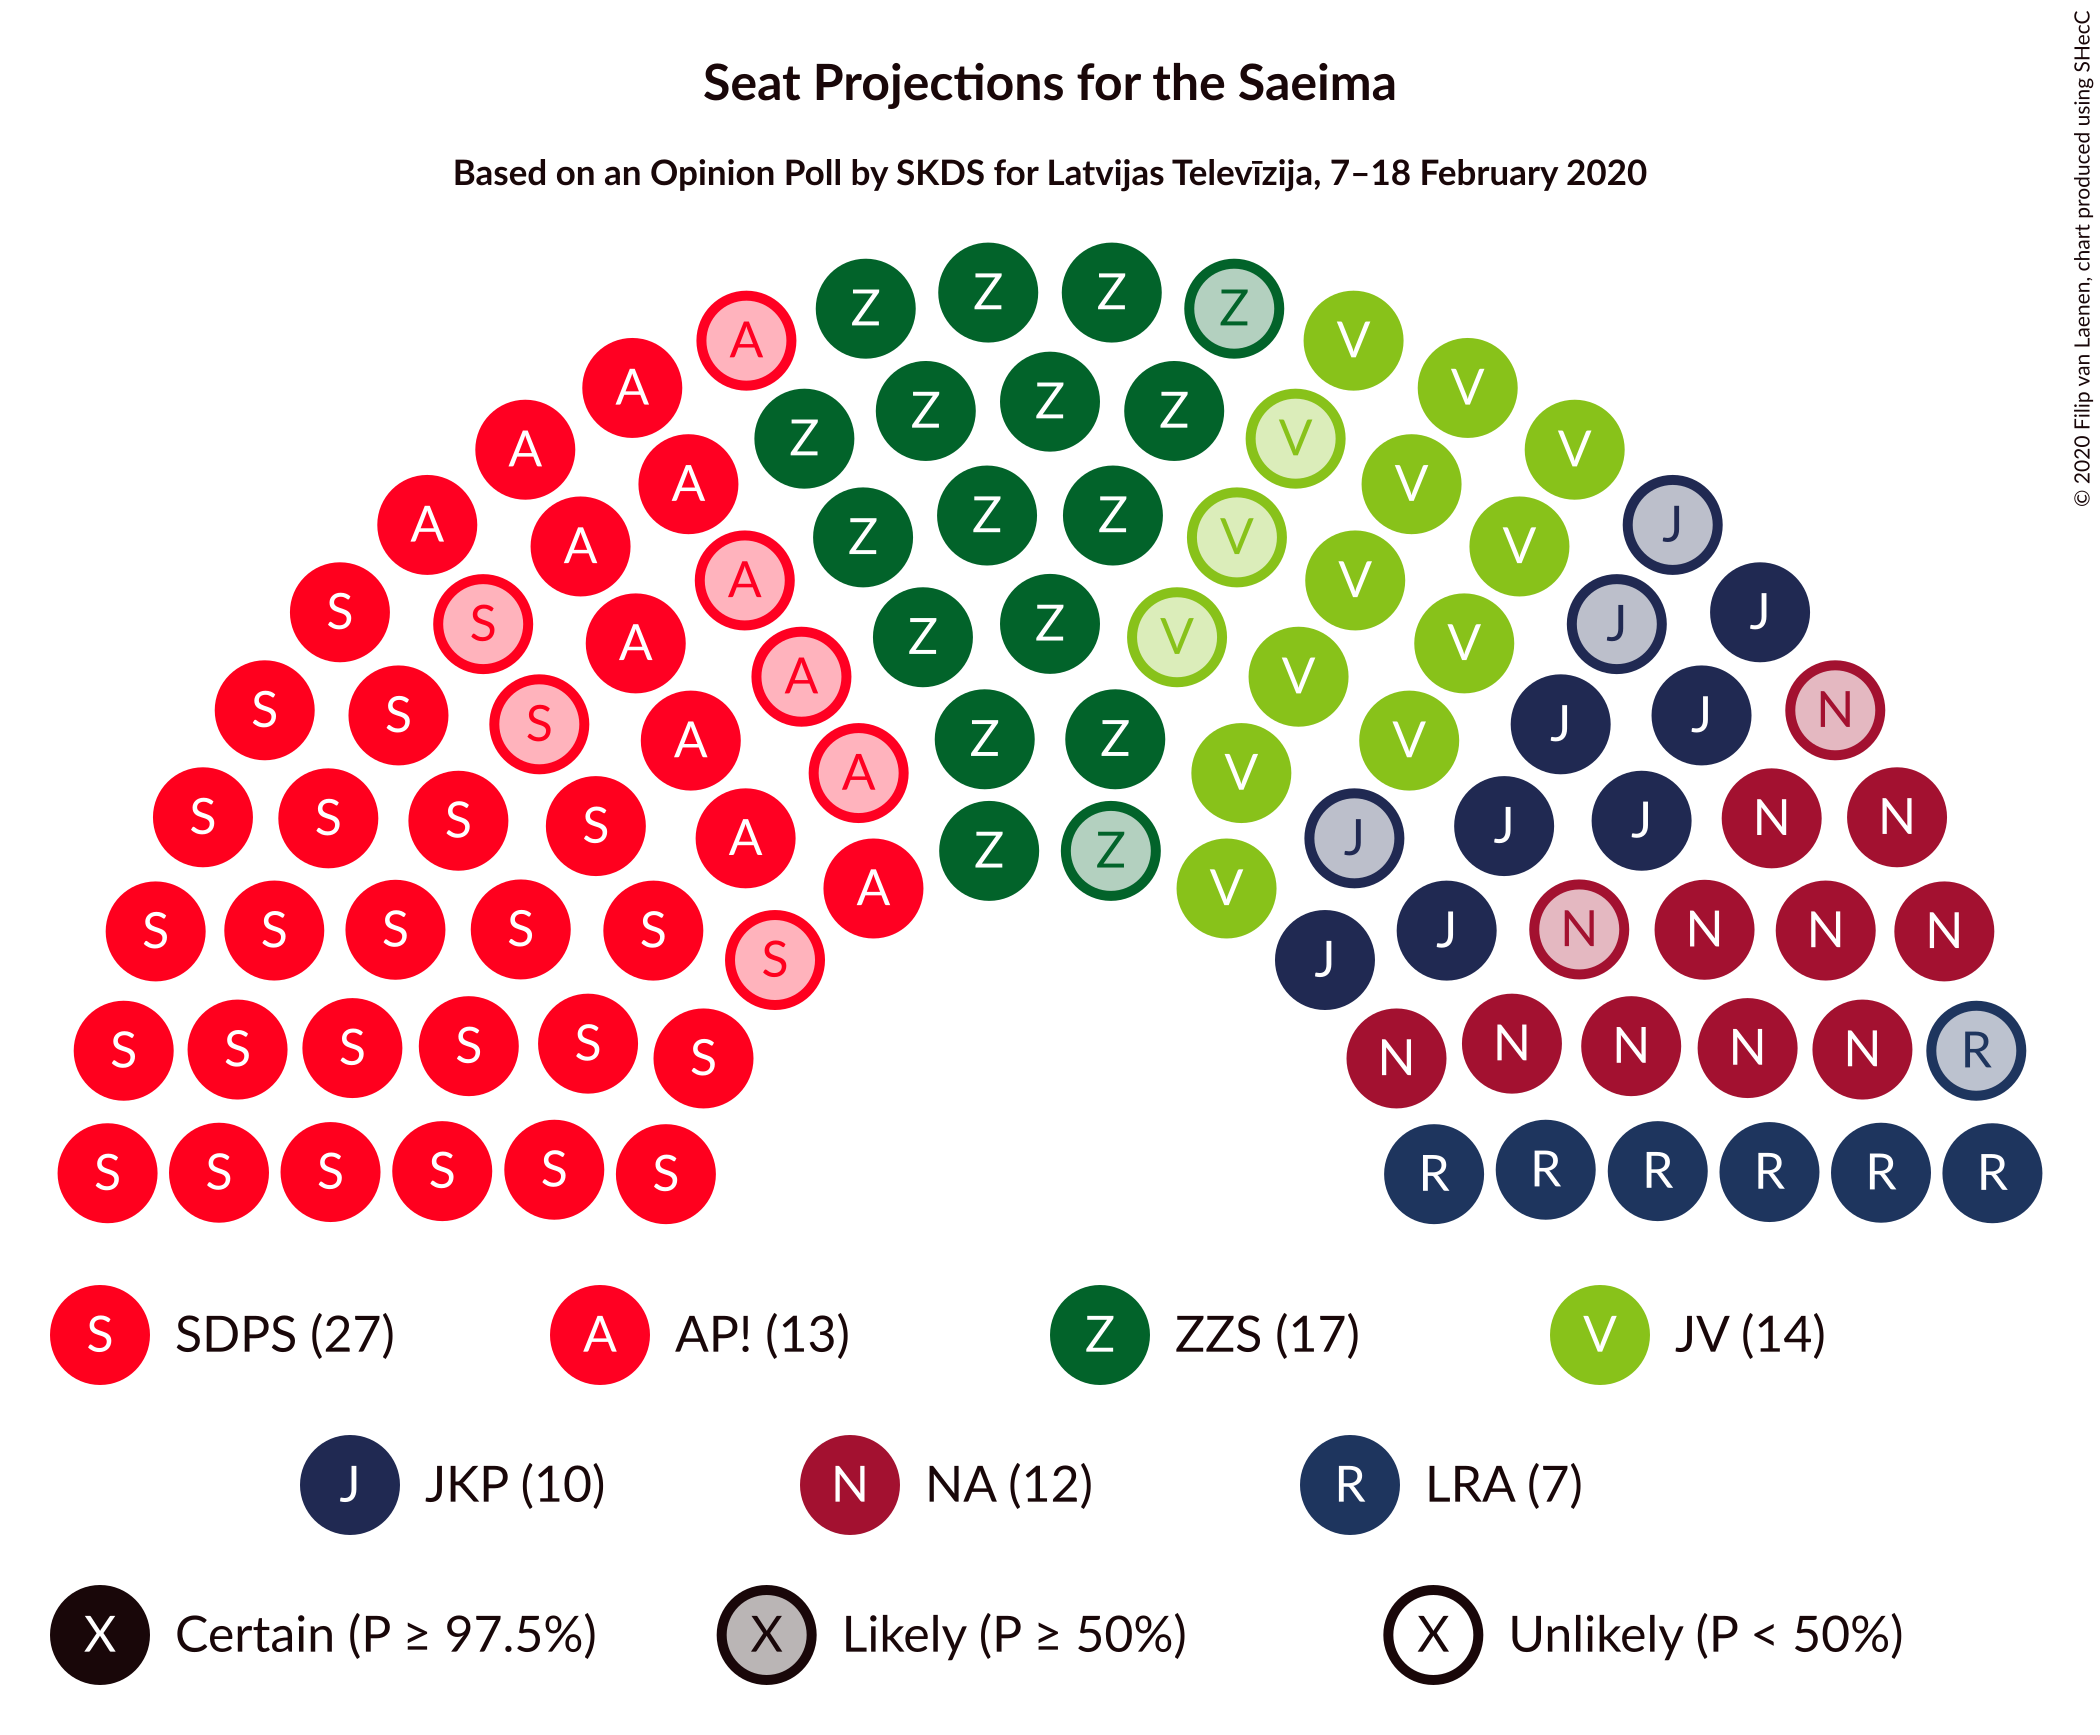 Seat Projections for the Saeima
Based on an Opinion Poll by SKDS for Latvijas Televīzija, 7–18 February 2020
© 2020 Filip van Laenen, chart produced using SHecC
Z Z Z Z
A V
A Z Z Z V
Z V
A A V V
A Z Z Z V J
A V
S S A A Z Z V V J J
S S S A A Z Z V V J J N
S S S S A A Z Z V J J J N N
A V
S S S S S S J J N N N N
S S S S S S N N N N N R
S S S S S S R R R R R R
S SDPS (27) A AP! (13) Z ZZS (17) V JV (14)
J JKP (10) N NA (12) R LRA (7)
X Certain (P ≥ 97.5%) X Likely (P ≥ 50%) X Unlikely (P < 50%)